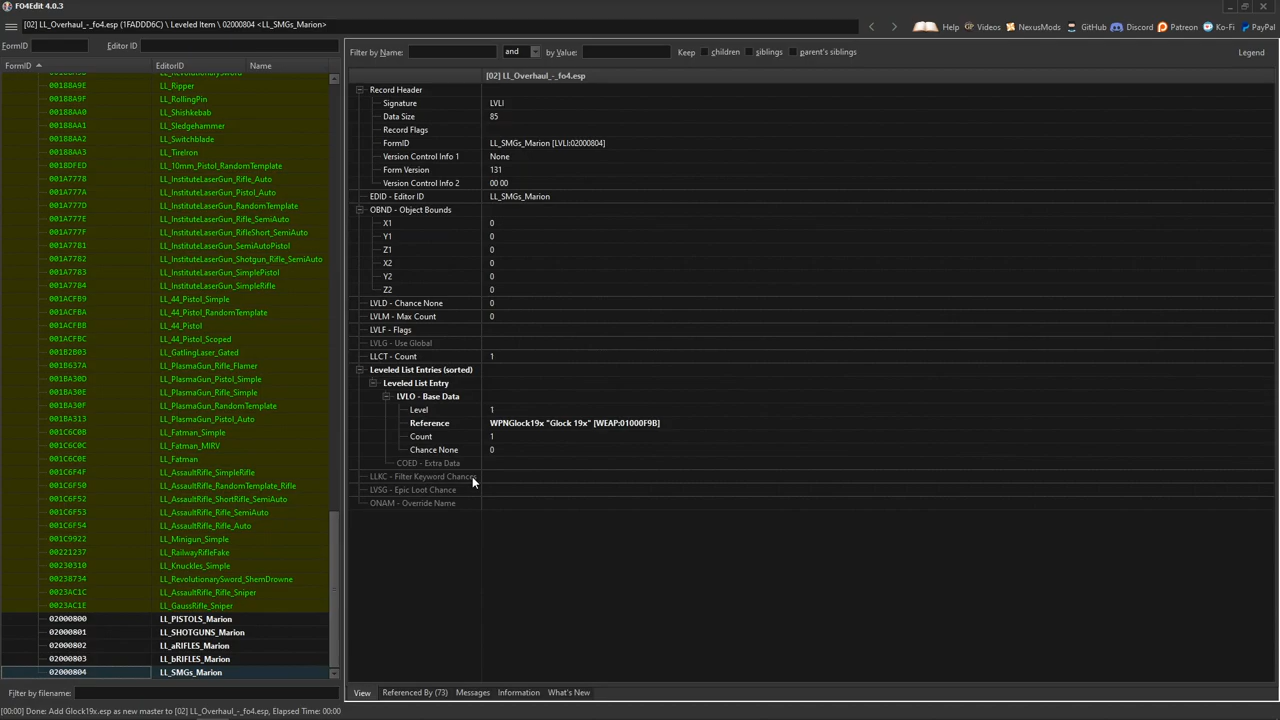 FO4Edit 4.0.3
[02] LL_Overhaul_-_fo4.esp (1FADDD6C) \ Leveled Item \ 02000804 <LL_SMGs_Marion>
Help Videos NexusMods GitHub Discord Patreon Ko-Fi PayPal
FormID Editor ID
Filter by Name: and by Value: Keep children siblings parent's siblings Legend
FormID EditorID Name
[02] LL_Overhaul_-_fo4.esp
00188A9E LL_Ripper
00188A9F LL_RollingPin
00188AA0 LL_Shishkebab
00188AA1 LL_Sledgehammer
00188AA2 LL_Switchblade
00188AA3 LL_TireIron
001BDFED LL_10mm_Pistol_RandomTemplate
001A7778 LL_InstituteLaserGun_Rifle_Auto
001A777A LL_InstituteLaserGun_Pistol_Auto
001A777D LL_InstituteLaserGun_RandomTemplate
001A777E LL_InstituteLaserGun_Rifle_SemiAuto
001A777F LL_InstituteLaserGun_RifleShort_SemiAuto
001A7781 LL_InstituteLaserGun_SemiAutoPistol
001A7782 LL_InstituteLaserGun_Shotgun_Rifle_SemiAuto
001A7783 LL_InstituteLaserGun_SimplePistol
001A7784 LL_InstituteLaserGun_SimpleRifle
001ACFB9 LL_44_Pistol_Simple
001ACFBA LL_44_Pistol_RandomTemplate
001ACFBB LL_44_Pistol
001ACFBC LL_44_Pistol_Scoped
001B2B03 LL_GatlingLaser_Gated
001B637A LL_PlasmaGun_Rifle_Flamer
001BA30D LL_PlasmaGun_Pistol_Simple
001BA30E LL_PlasmaGun_Rifle_Simple
001BA30F LL_PlasmaGun_RandomTemplate
001BA313 LL_PlasmaGun_Pistol_Auto
001C6C0B LL_Fatman_Simple
001C6C0C LL_Fatman_MIRV
001C6C0E LL_Fatman
001C6F4F LL_AssaultRifle_SimpleRifle
001C6F50 LL_AssaultRifle_RandomTemplate_Rifle
001C6F52 LL_AssaultRifle_ShortRifle_SemiAuto
001C6F53 LL_AssaultRifle_Rifle_SemiAuto
001C6F54 LL_AssaultRifle_Rifle_Auto
001C9922 LL_Minigun_Simple
00221237 LL_RailwayRifleFake
00230310 LL_Knuckles_Simple
00238734 LL_RevolutionarySword_ShemDrowne
0023AC1C LL_AssaultRifle_Rifle_Sniper
0023AC1E LL_GaussRifle_Sniper
02000800 LL_PISTOLS_Marion
02000801 LL_SHOTGUNS_Marion
02000802 LL_aRIFLES_Marion
02000803 LL_bRIFLES_Marion
02000804 LL_SMGs_Marion
Record Header
Signature LVLI
Data Size 85
Record Flags
FormID LL_SMGs_Marion [LVLI:02000804]
Version Control Info 1 None
Form Version 131
Version Control Info 2 00 00
EDID - Editor ID LL_SMGs_Marion
OBND - Object Bounds
X1 0
Y1 0
Z1 0
X2 0
Y2 0
Z2 0
LVLD - Chance None 0
LVLM - Max Count 0
LVLF - Flags
LVLG - Use Global
LLCT - Count 1
Leveled List Entries (sorted)
Leveled List Entry
LVLO - Base Data
Level 1
Reference WPNGlock19x "Glock 19x" [WEAP:01000F9B]
Count 1
Chance None 0
COED - Extra Data
LLKC - Filter Keyword Chances
LVSG - Epic Loot Chance
ONAM - Override Name
View Referenced By (73) Messages Information What's New
Filter by filename:
[00:00] Done: Add Glock19x.esp as new master to [02] LL_Overhaul_-_fo4.esp, Elapsed Time: 00:00